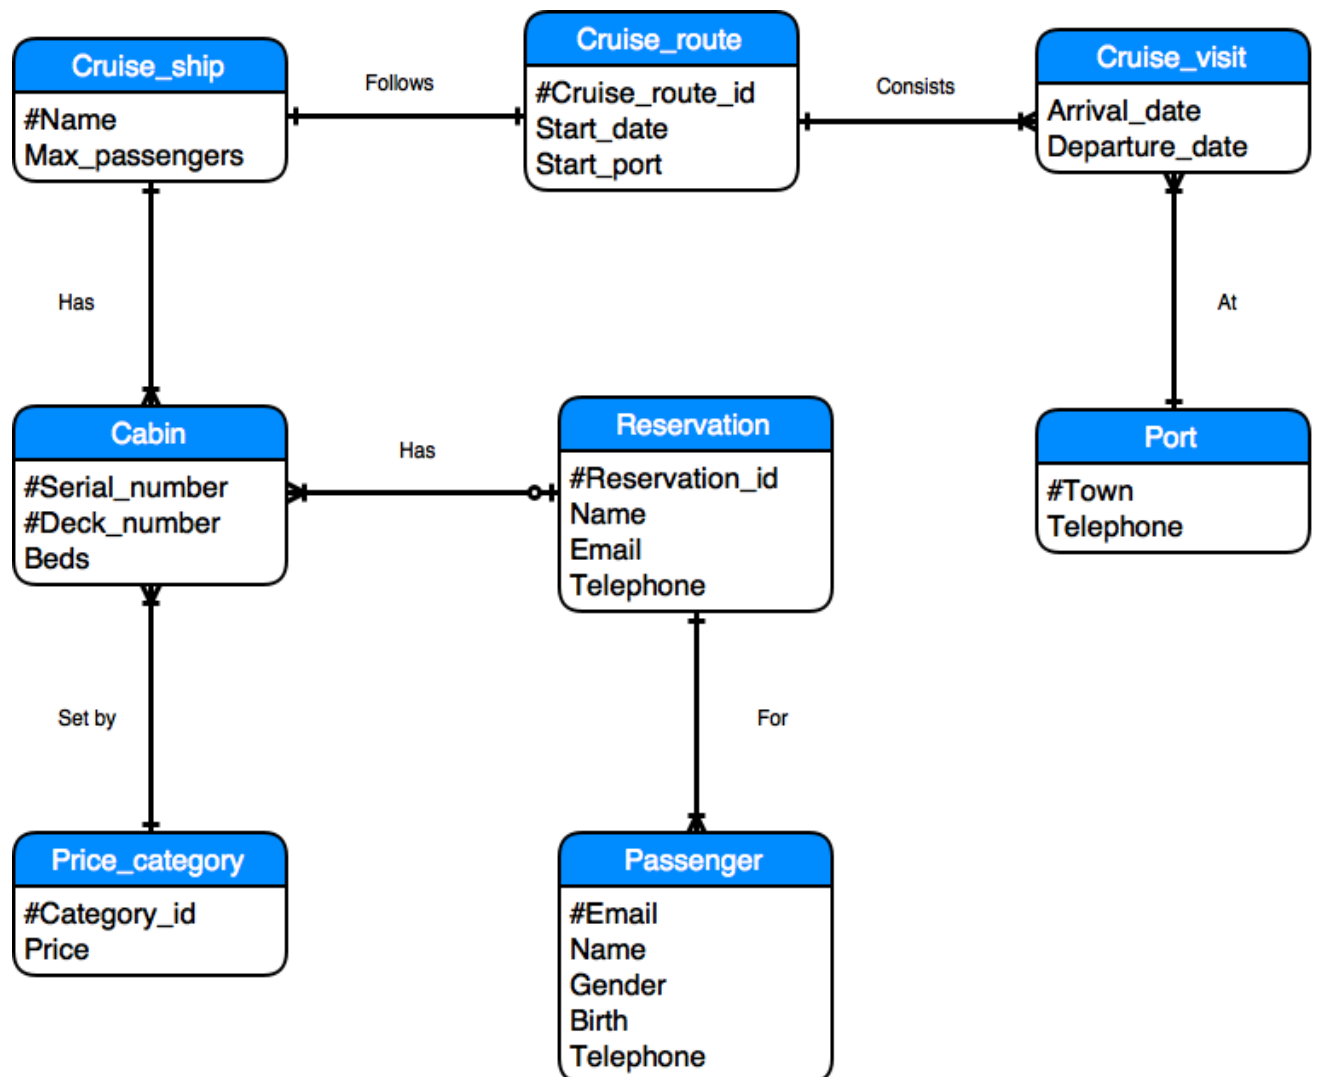 Cruise_ship
#Name
Max_passengers
Follows
Cruise_route
#Cruise_route_id
Start_date
Start_port
Consists
Cruise_visit
Arrival_date
Departure_date
Has
At
Cabin
#Serial_number
#Deck_number
Beds
Has
Reservation
#Reservation_id
Name
Email
Telephone
Port
#Town
Telephone
Set by
For
Price_category
#Category_id
Price
Passenger
#Email
Name
Gender
Birth
Telephone